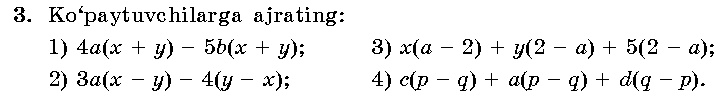 3. Ko‘paytuvchilarga ajrating:
1) 4a(x + y) − 5b(x + y);
3) x(a − 2) + y(2 − a) + 5(2 − a);
2) 3a(x − y) − 4(y − x);
4) c(p − q) + a(p − q) + d(q − p).